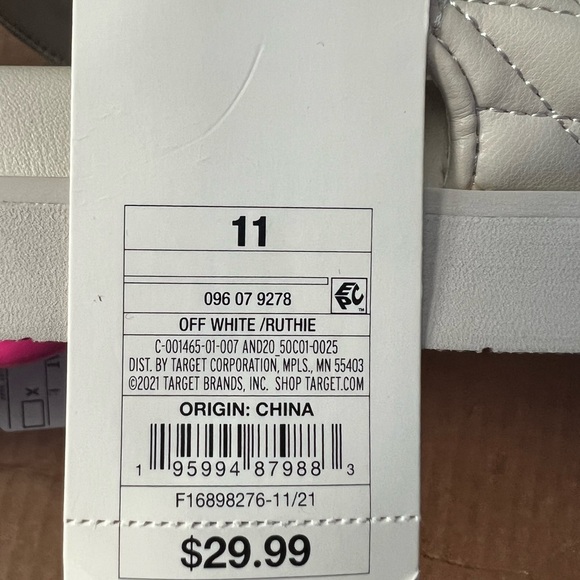 11
096 07 9278
EPC™
OFF WHITE /RUTHIE
C-001465-01-007 AND20_50C01-0025
DIST. BY TARGET CORPORATION, MPLS., MN 55403
©2021 TARGET BRANDS, INC. SHOP TARGET.COM
ORIGIN: CHINA
1 95994 87988 3
F16898276-11/21
$29.99